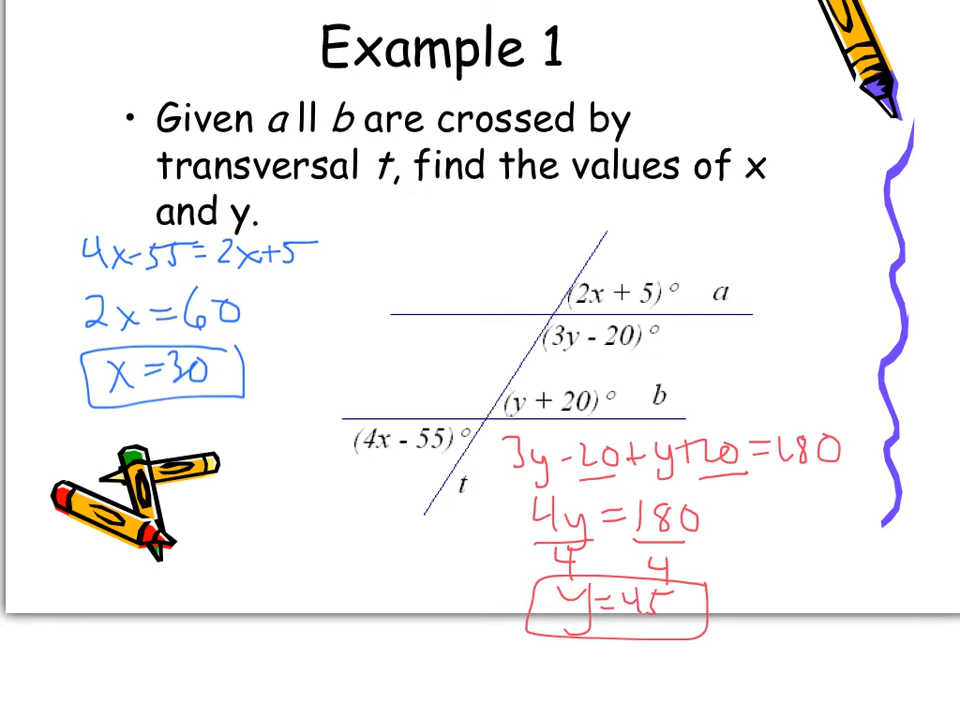 Example 1
• Given a ll b are crossed by
transversal t, find the values of x
and y.
4x-55=2x+5
2x=60
x=30
(2x + 5)° a
(3y - 20)°
(y + 20)° b
(4x - 55)°
t
3y-20+y+20=180
4y=180
4 4
y=45